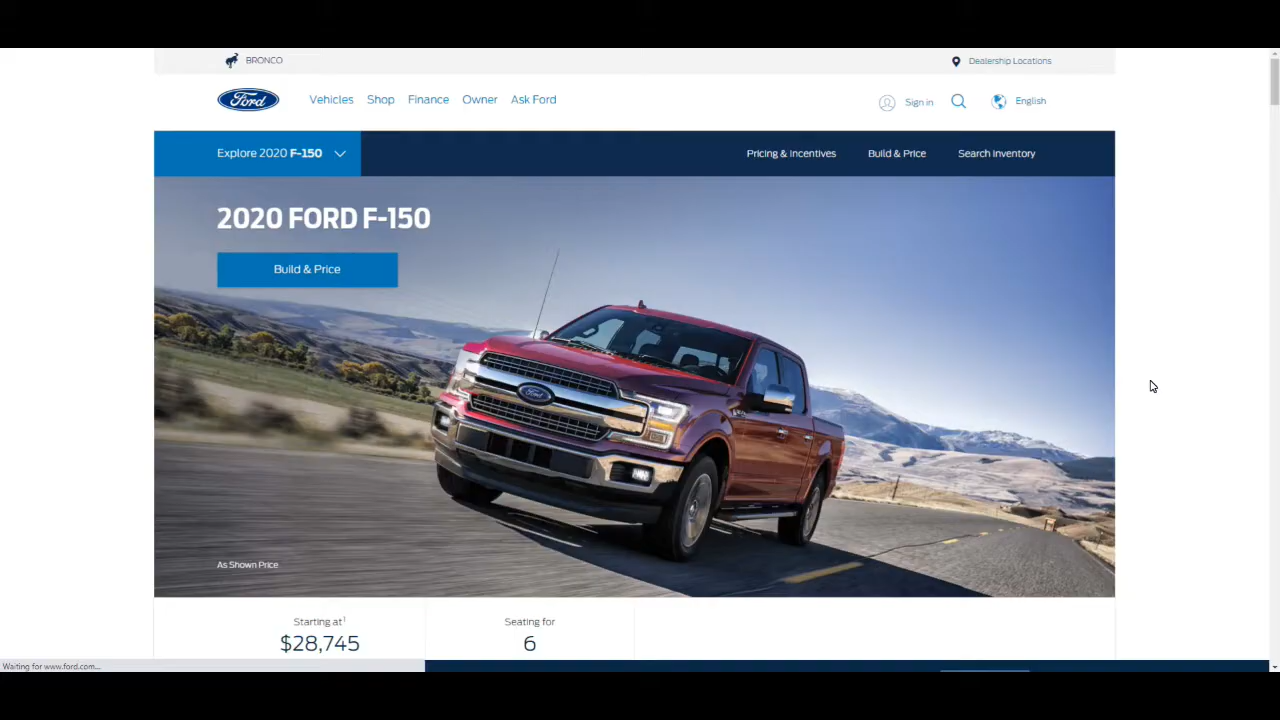 BRONCO
Dealership Locations
Ford
Vehicles Shop Finance Owner Ask Ford
Sign in
English
Explore 2020 F-150
Pricing & Incentives Build & Price Search Inventory
2020 FORD F-150
Build & Price
As Shown Price
Starting at¹
$28,745
Seating for
6
Waiting for www.ford.com...